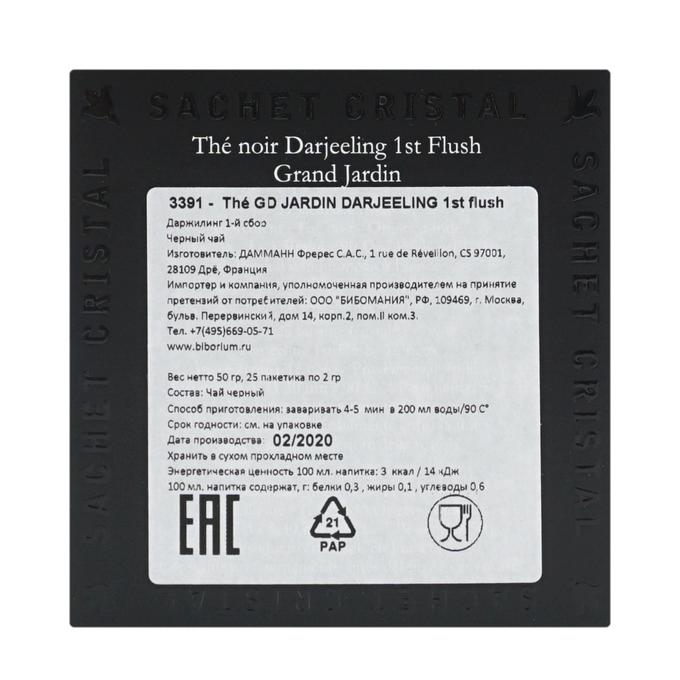 SACHET CRISTAL
Thé noir Darjeeling 1st Flush
Grand Jardin
3391 - Thé GD JARDIN DARJEELING 1st flush
Даржилинг 1-й сбор
Черный чай
Изготовитель: ДАММАНН Фререс С.А.С., 1 rue de Réveillon, CS 97001,
28109 Дрё, Франция
Импортер и компания, уполномоченная производителем на принятие
претензий от потребителей: ООО "БИБОМАНИЯ", РФ, 109469, г. Москва,
бульв. Перервинский, дом 14, корп.2, пом.II ком.3.
Тел. +7(495)669-05-71
www.biborium.ru
Вес нетто 50 гр, 25 пакетика по 2 гр
Состав: Чай черный
Способ приготовления: заваривать 4-5 мин в 200 мл воды/90 С°
Срок годности: см. на упаковке
Дата производства: 02/2020
Хранить в сухом прохладном месте
Энергетическая ценность 100 мл. напитка: 3 ккал / 14 кДж
100 мл. напитка содержат, г: белки 0,3 , жиры 0,1 , углеводы 0,6
EAC
21
PAP
SACHET CRISTAL
SACHET CRISTAL
SACHET CRISTAL